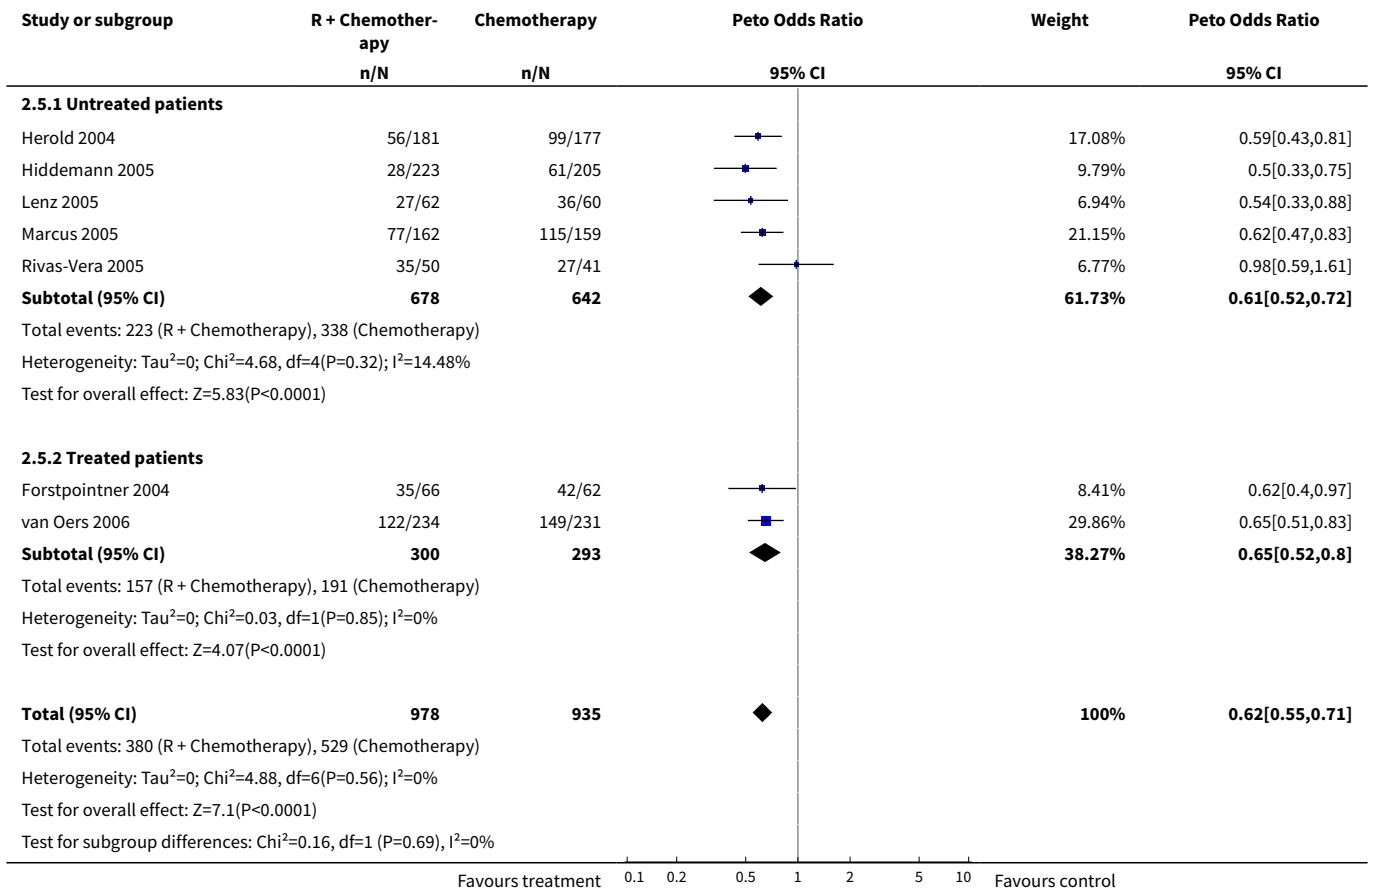 Study or subgroup R + Chemother- Chemotherapy Peto Odds Ratio Weight Peto Odds Ratio
apy
n/N n/N 95% CI 95% CI
2.5.1 Untreated patients
Herold 2004 56/181 99/177 17.08% 0.59[0.43,0.81]
Hiddemann 2005 28/223 61/205 9.79% 0.5[0.33,0.75]
Lenz 2005 27/62 36/60 6.94% 0.54[0.33,0.88]
Marcus 2005 77/162 115/159 21.15% 0.62[0.47,0.83]
Rivas-Vera 2005 35/50 27/41 6.77% 0.98[0.59,1.61]
Subtotal (95% CI) 678 642 61.73% 0.61[0.52,0.72]
Total events: 223 (R + Chemotherapy), 338 (Chemotherapy)
Heterogeneity: Tau²=0; Chi²=4.68, df=4(P=0.32); I²=14.48%
Test for overall effect: Z=5.83(P<0.0001)
2.5.2 Treated patients
Forstpointner 2004 35/66 42/62 8.41% 0.62[0.4,0.97]
van Oers 2006 122/234 149/231 29.86% 0.65[0.51,0.83]
Subtotal (95% CI) 300 293 38.27% 0.65[0.52,0.8]
Total events: 157 (R + Chemotherapy), 191 (Chemotherapy)
Heterogeneity: Tau²=0; Chi²=0.03, df=1(P=0.85); I²=0%
Test for overall effect: Z=4.07(P<0.0001)
Total (95% CI) 978 935 100% 0.62[0.55,0.71]
Total events: 380 (R + Chemotherapy), 529 (Chemotherapy)
Heterogeneity: Tau²=0; Chi²=4.88, df=6(P=0.56); I²=0%
Test for overall effect: Z=7.1(P<0.0001)
Test for subgroup differences: Chi²=0.16, df=1 (P=0.69), I²=0%
Favours treatment 0.1 0.2 0.5 1 2 5 10 Favours control